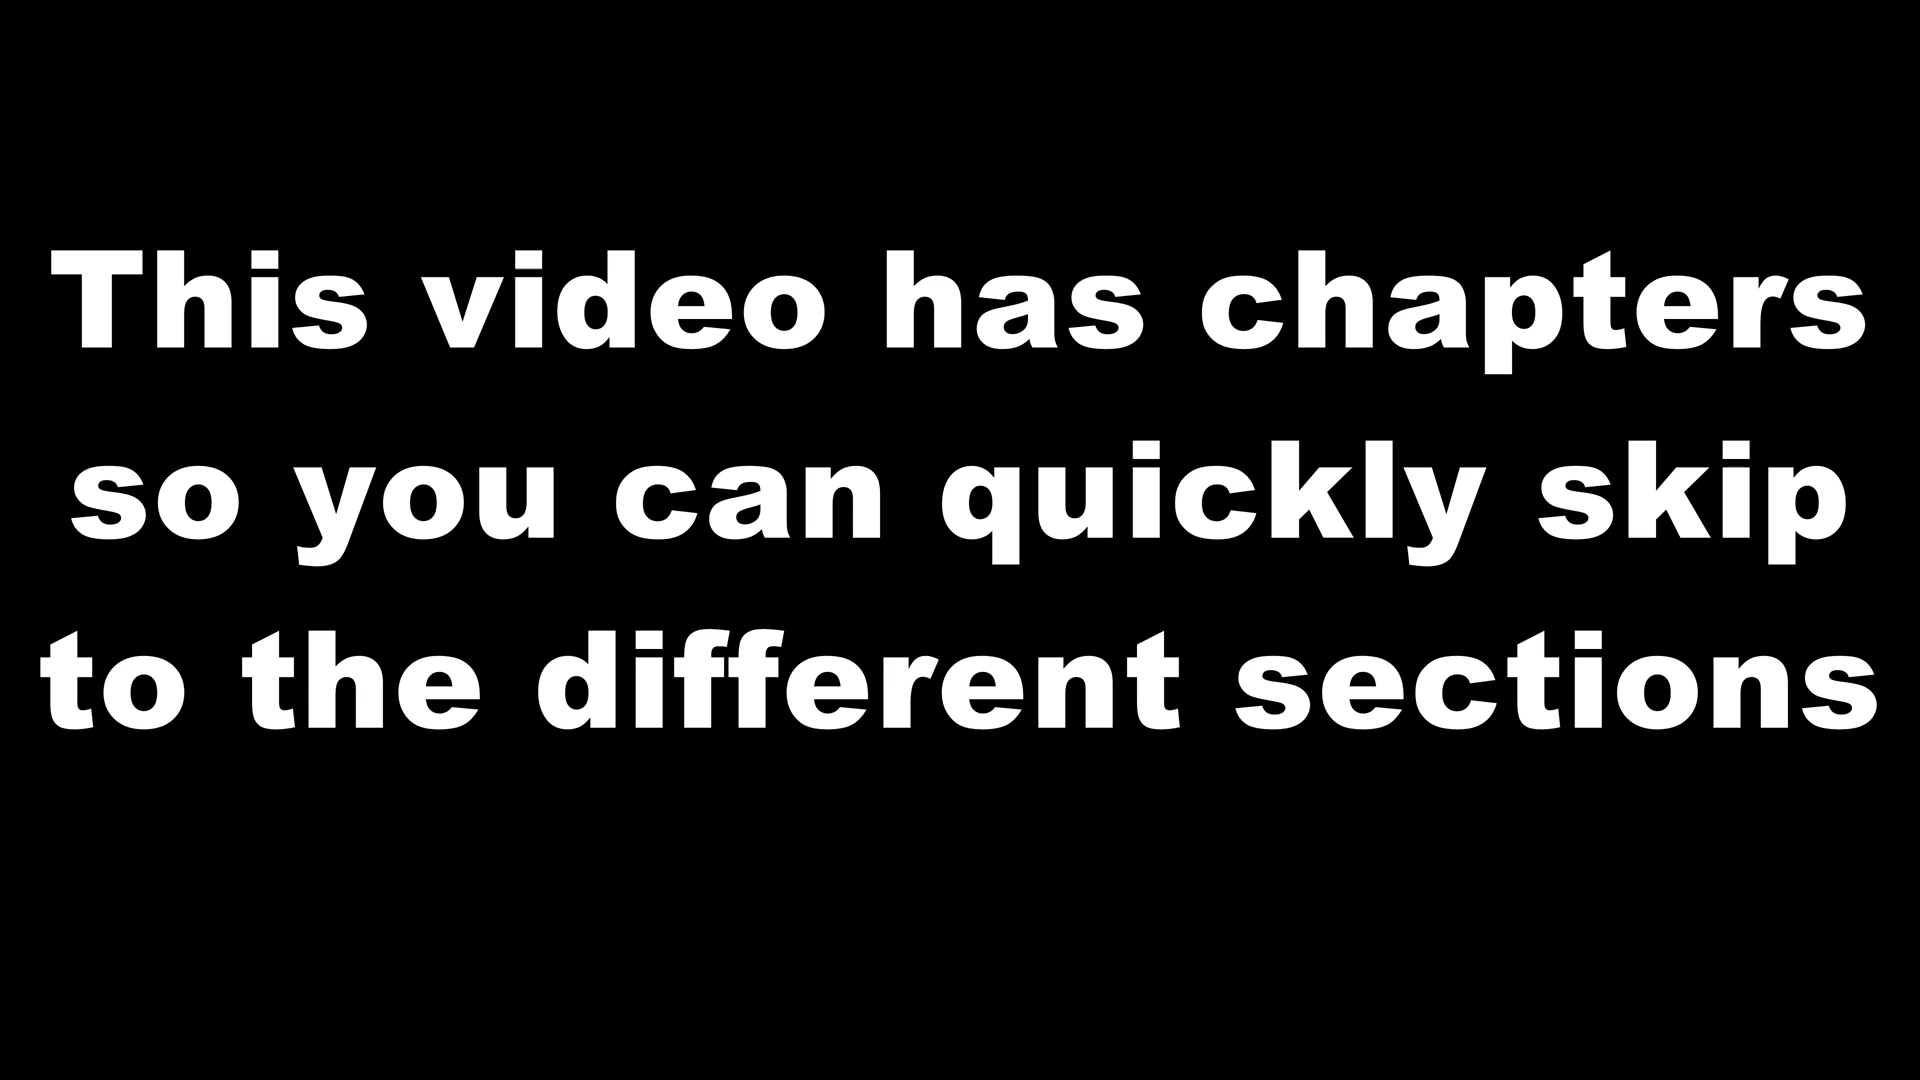 This video has chapters
so you can quickly skip
to the different sections